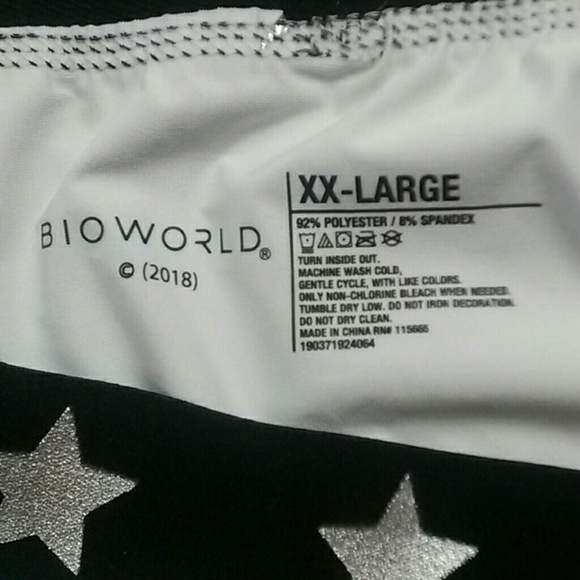 BIOWORLD®
© (2018)
XX-LARGE
92% POLYESTER / 8% SPANDEX
TURN INSIDE OUT.
MACHINE WASH COLD,
GENTLE CYCLE, WITH LIKE COLORS.
ONLY NON-CHLORINE BLEACH WHEN NEEDED.
TUMBLE DRY LOW. DO NOT IRON DECORATION.
DO NOT DRY CLEAN.
MADE IN CHINA RN# 115665
190371924064